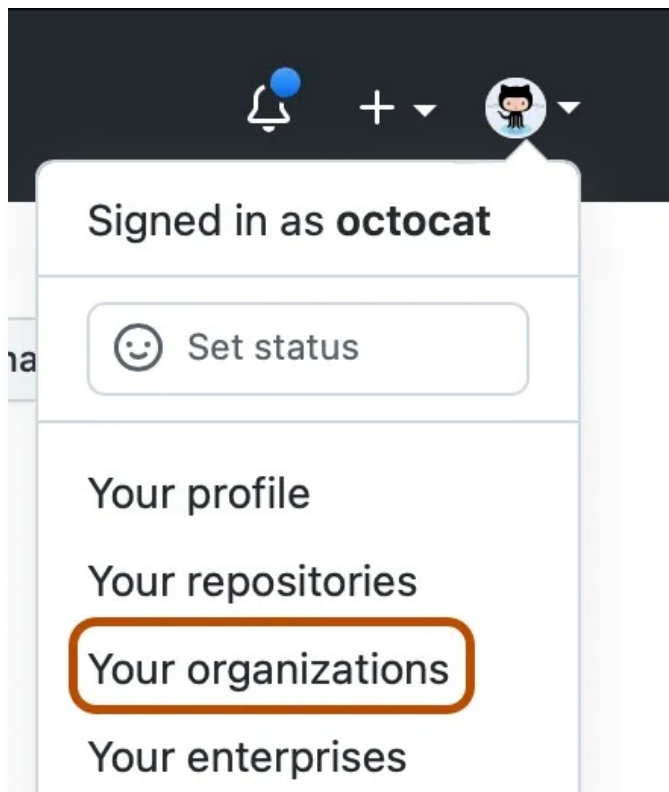 Signed in as octocat
Set status
Your profile
Your repositories
Your organizations
Your enterprises